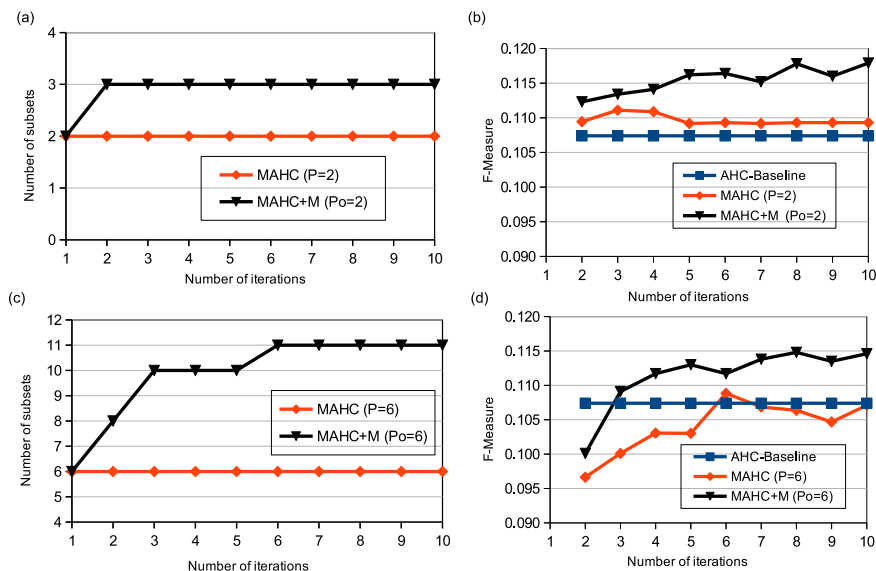 (a)
4
3
2
1
0
Number of subsets
MAHC (P=2)
MAHC+M (Po=2)
1 2 3 4 5 6 7 8 9 10
Number of iterations
(b)
0.120
0.115
0.110
0.105
0.100
0.095
0.090
F-Measure
AHC-Baseline
MAHC (P=2)
MAHC+M (Po=2)
1 2 3 4 5 6 7 8 9 10
Number of iterations
(c)
12
11
10
9
8
7
6
5
4
Number of subsets
MAHC (P=6)
MAHC+M (Po=6)
1 2 3 4 5 6 7 8 9 10
Number of iterations
(d)
0.120
0.115
0.110
0.105
0.100
0.095
0.090
F-Measure
AHC-Baseline
MAHC (P=6)
MAHC+M (Po=6)
1 2 3 4 5 6 7 8 9 10
Number of iterations